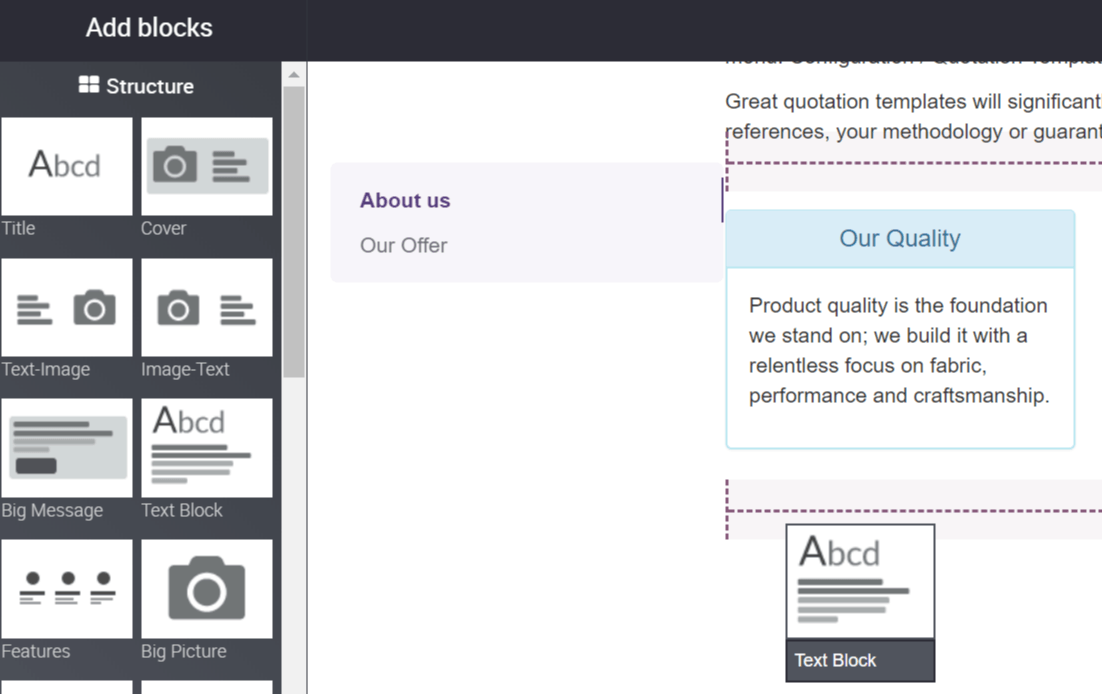 Add blocks
Structure
Abcd
Title
Cover
Text-Image
Image-Text
Big Message
Abcd
Text Block
Features
Big Picture
About us
Our Offer
Great quotation templates will significant
references, your methodology or guarant
Our Quality
Product quality is the foundation
we stand on; we build it with a
relentless focus on fabric,
performance and craftsmanship.
Abcd
Text Block